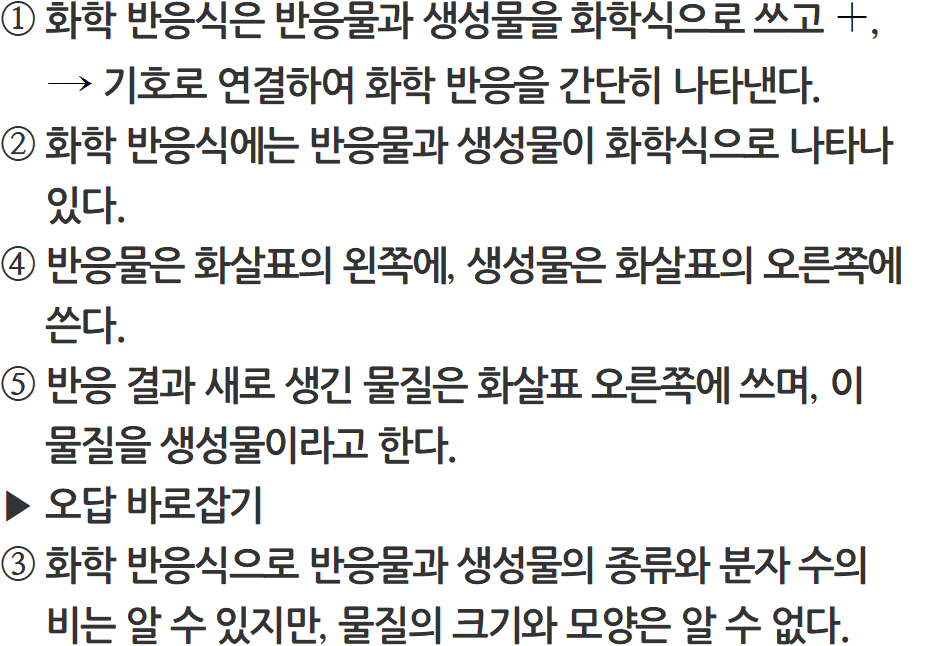 ① 화학 반응식은 반응물과 생성물을 화학식으로 쓰고 +,
→ 기호로 연결하여 화학 반응을 간단히 나타낸다.
② 화학 반응식에는 반응물과 생성물이 화학식으로 나타나
있다.
④ 반응물은 화살표의 왼쪽에, 생성물은 화살표의 오른쪽에
쓴다.
⑤ 반응 결과 새로 생긴 물질은 화살표 오른쪽에 쓰며, 이
물질을 생성물이라고 한다.
▶ 오답 바로잡기
③ 화학 반응식으로 반응물과 생성물의 종류와 분자 수의
비는 알 수 있지만, 물질의 크기와 모양은 알 수 없다.